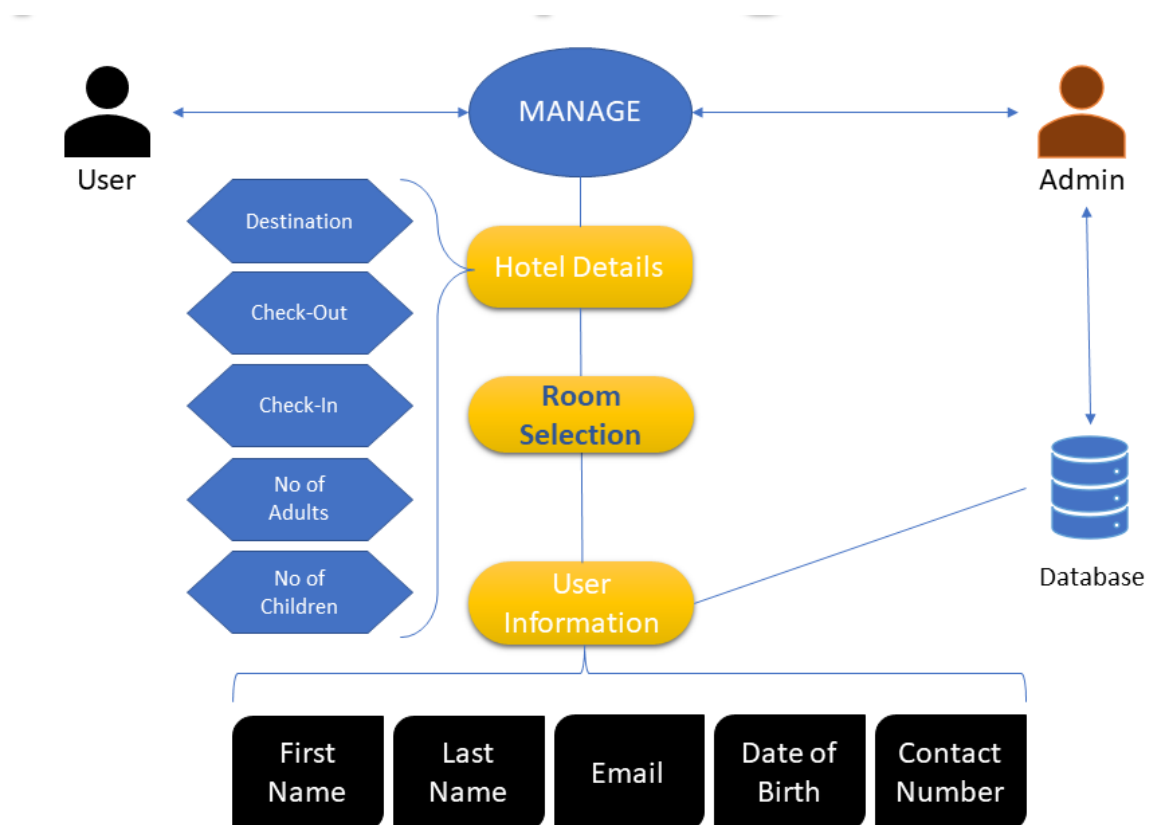 MANAGE
User
Admin
Destination
Hotel Details
Check-Out
Check-In
Room
Selection
No of
Adults
No of
Children
User
Information
Database
First
Name
Last
Name
Email
Date of
Birth
Contact
Number